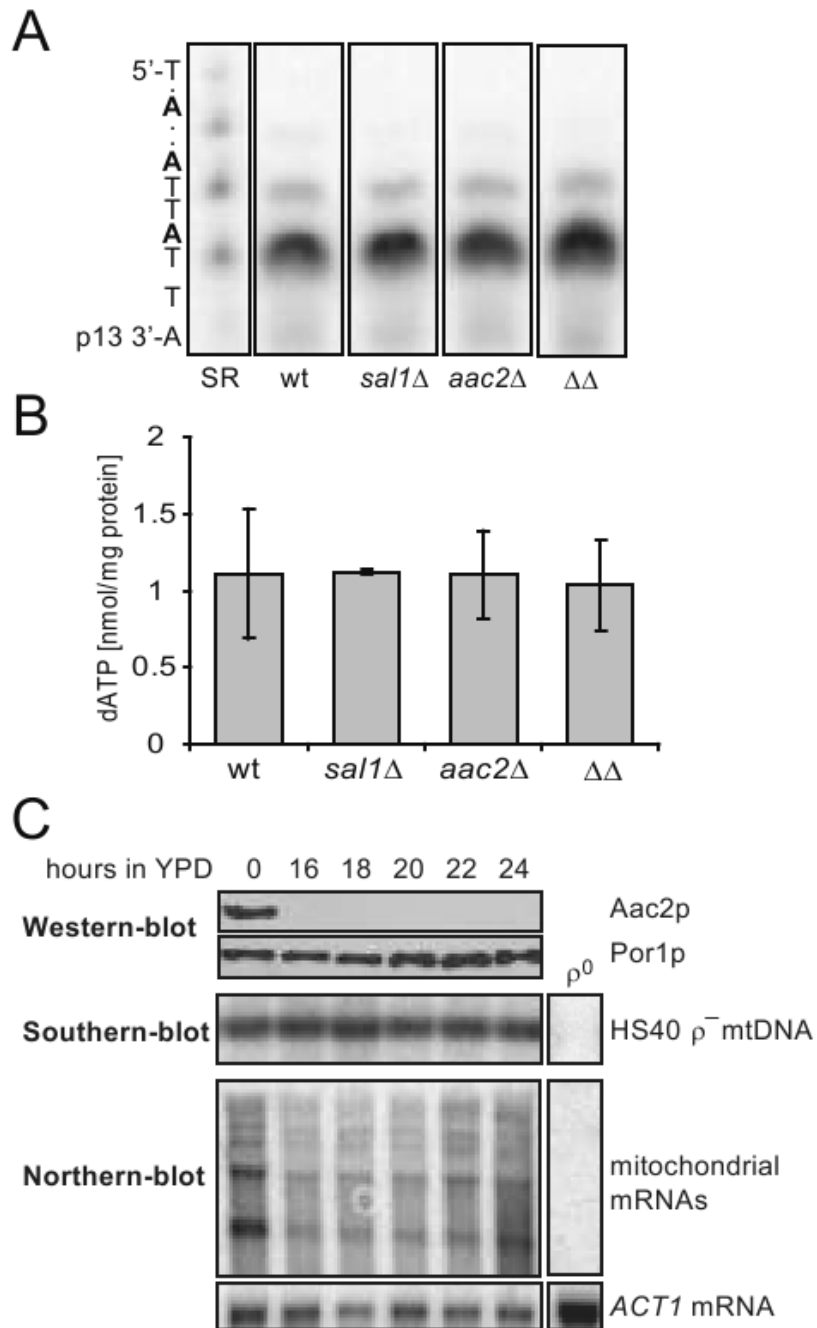 A
5'-T
.
A
.
.
A
T
T
A
T
T
p13 3'-A
SR wt sal1Δ aac2Δ ΔΔ
B
dATP [nmol/mg protein]
2
1.5
1
0.5
0
wt sal1Δ aac2Δ ΔΔ
C
hours in YPD 0 16 18 20 22 24
Western-blot
Aac2p
Por1p
ρ⁰
Southern-blot
HS40 ρ⁻ mtDNA
Northern-blot
mitochondrial
mRNAs
ACT1 mRNA